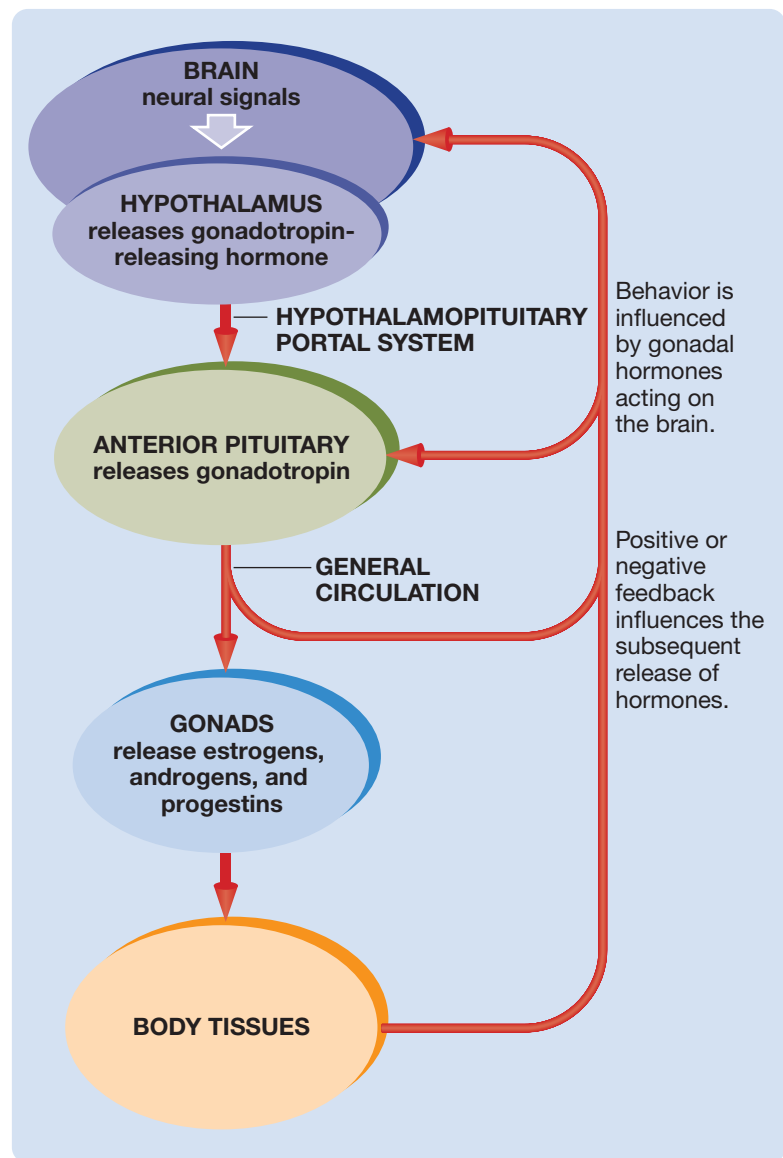 BRAIN
neural signals
HYPOTHALAMUS
releases gonadotropin-
releasing hormone
HYPOTHALAMOPITUITARY
PORTAL SYSTEM
Behavior is
influenced
by gonadal
hormones
acting on
the brain.
ANTERIOR PITUITARY
releases gonadotropin
GENERAL
CIRCULATION
Positive or
negative
feedback
influences the
subsequent
release of
hormones.
GONADS
release estrogens,
androgens, and
progestins
BODY TISSUES